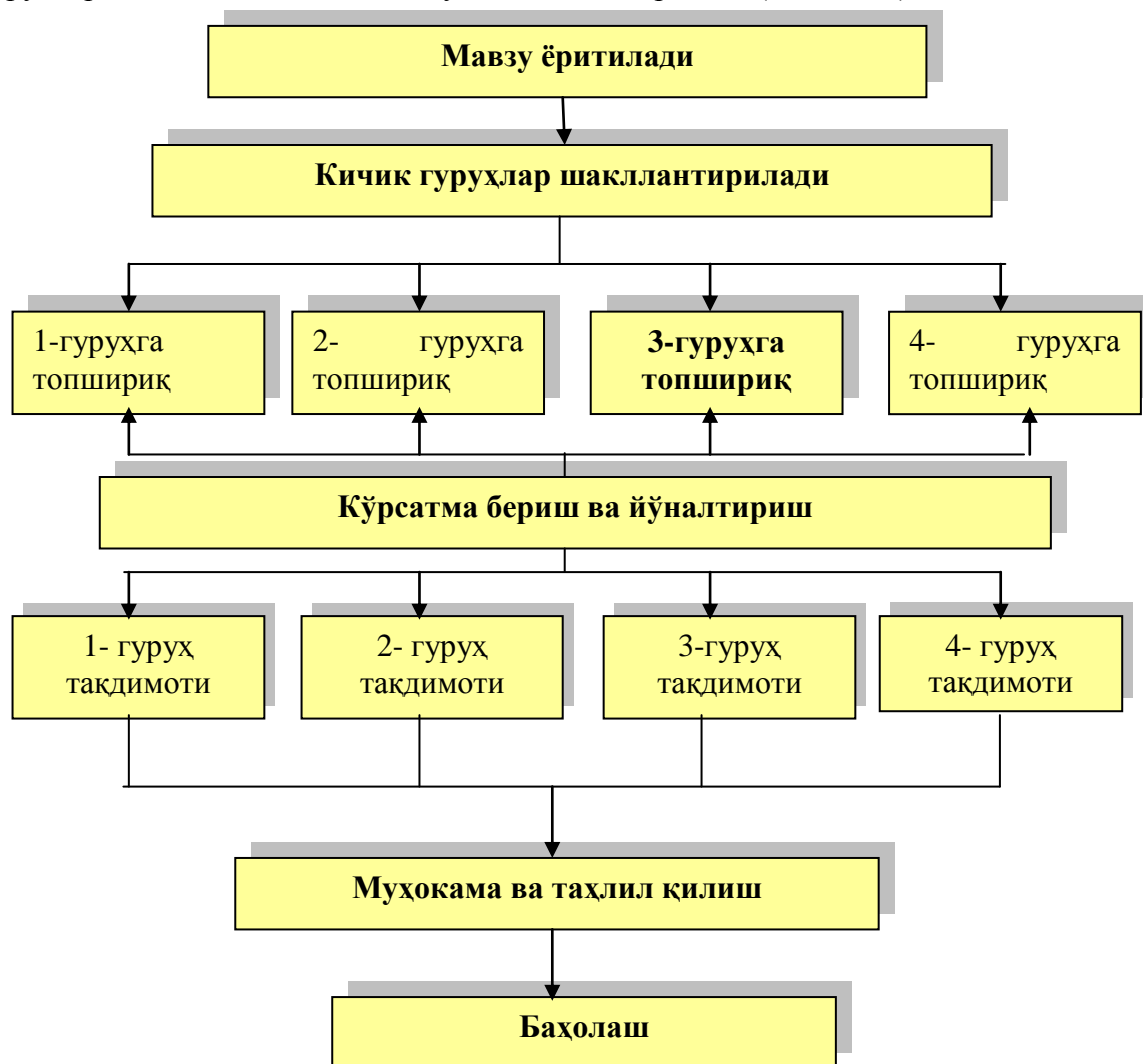 Мавзу ёритилади
Кичик гуруҳлар шакллантирилади
1-гуруҳга
топшириқ
2- гуруҳга
топшириқ
3-гуруҳга
топшириқ
4- гуруҳга
топшириқ
Кўрсатма бериш ва йўналтириш
1- гуруҳ
тақдимоти
2- гуруҳ
тақдимоти
3-гуруҳ
тақдимоти
4- гуруҳ
тақдимоти
Муҳокама ва таҳлил қилиш
Баҳолаш